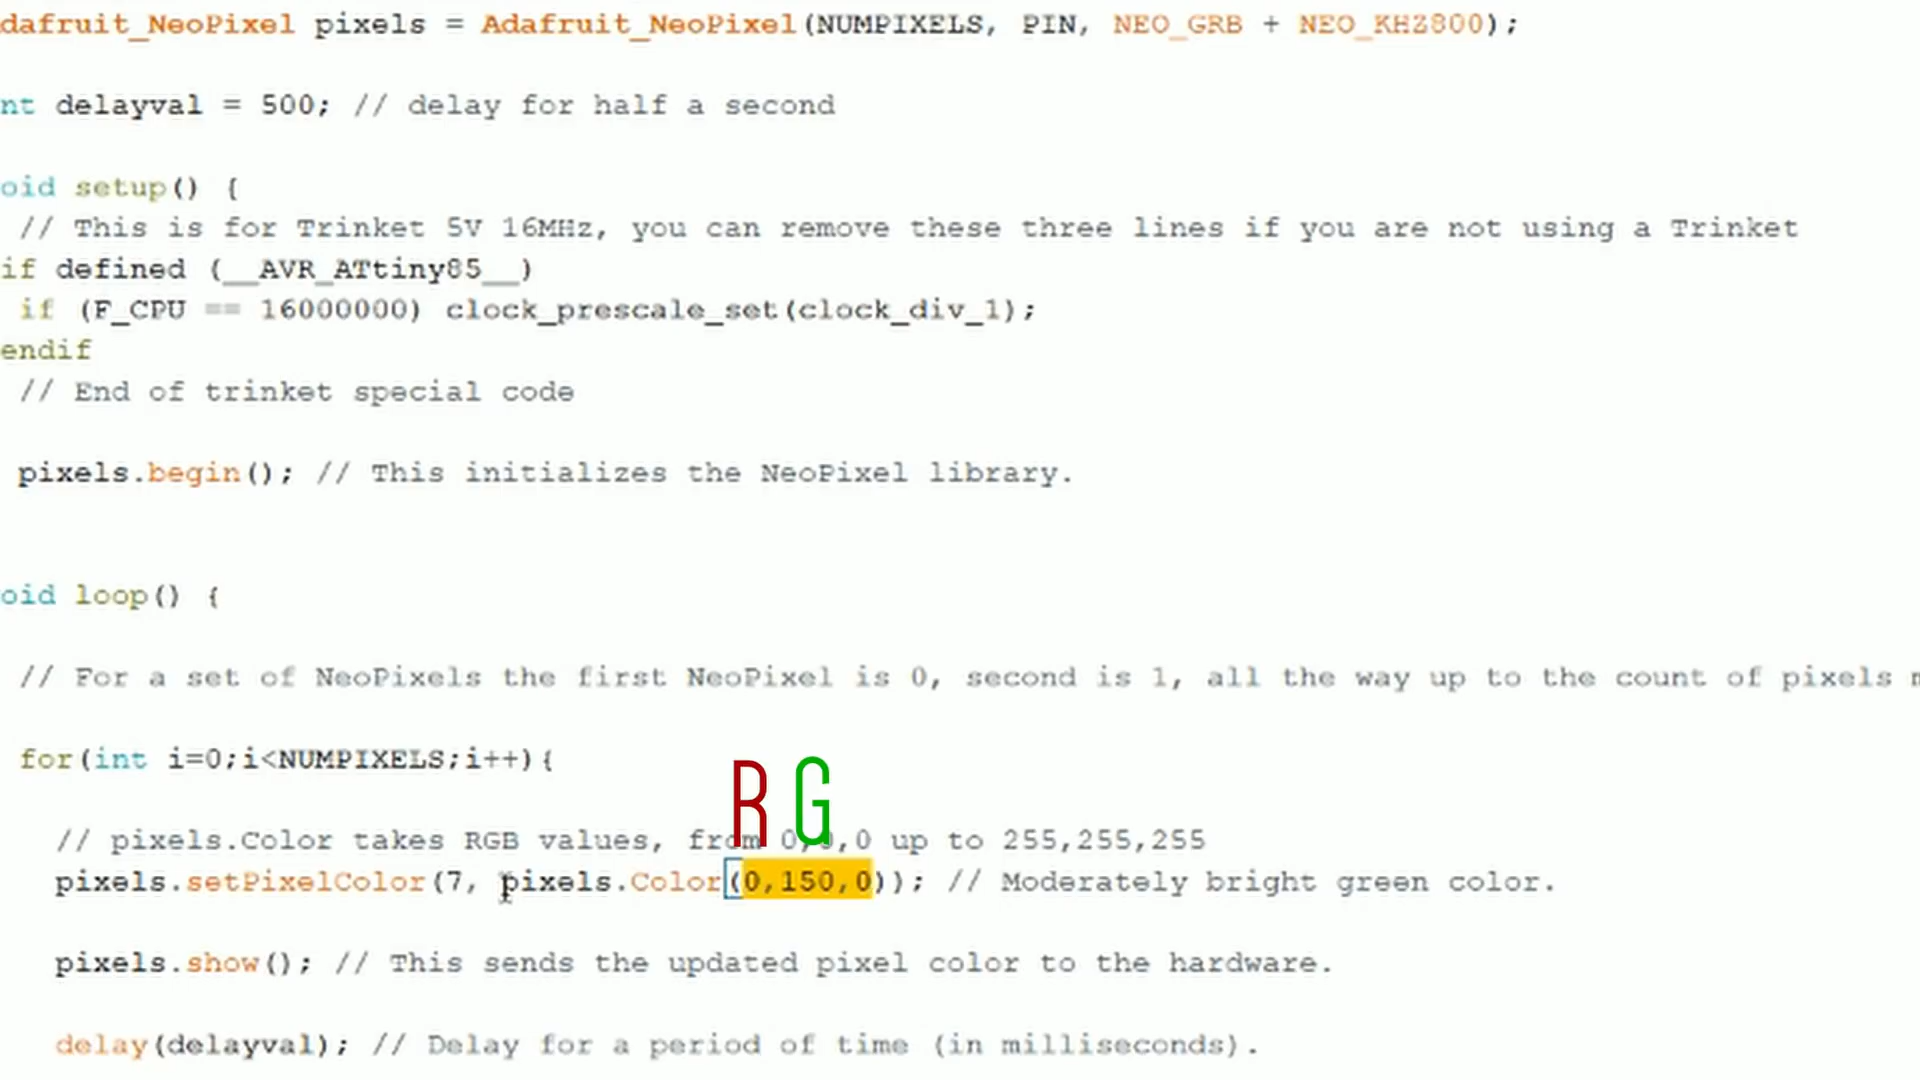 dafruit_NeoPixel pixels = Adafruit_NeoPixel(NUMPIXELS, PIN, NEO_GRB + NEO_KHZ800);
nt delayval = 500; // delay for half a second
oid setup() {
// This is for Trinket 5V 16MHz, you can remove these three lines if you are not using a Trinket
if defined (__AVR_ATtiny85__)
if (F_CPU == 16000000) clock_prescale_set(clock_div_1);
endif
// End of trinket special code
pixels.begin(); // This initializes the NeoPixel library.
oid loop() {
// For a set of NeoPixels the first NeoPixel is 0, second is 1, all the way up to the count of pixels m
for(int i=0;i<NUMPIXELS;i++){
R G
// pixels.Color takes RGB values, from 0,0,0 up to 255,255,255
pixels.setPixelColor(7, pixels.Color(0,150,0)); // Moderately bright green color.
pixels.show(); // This sends the updated pixel color to the hardware.
delay(delayval); // Delay for a period of time (in milliseconds).